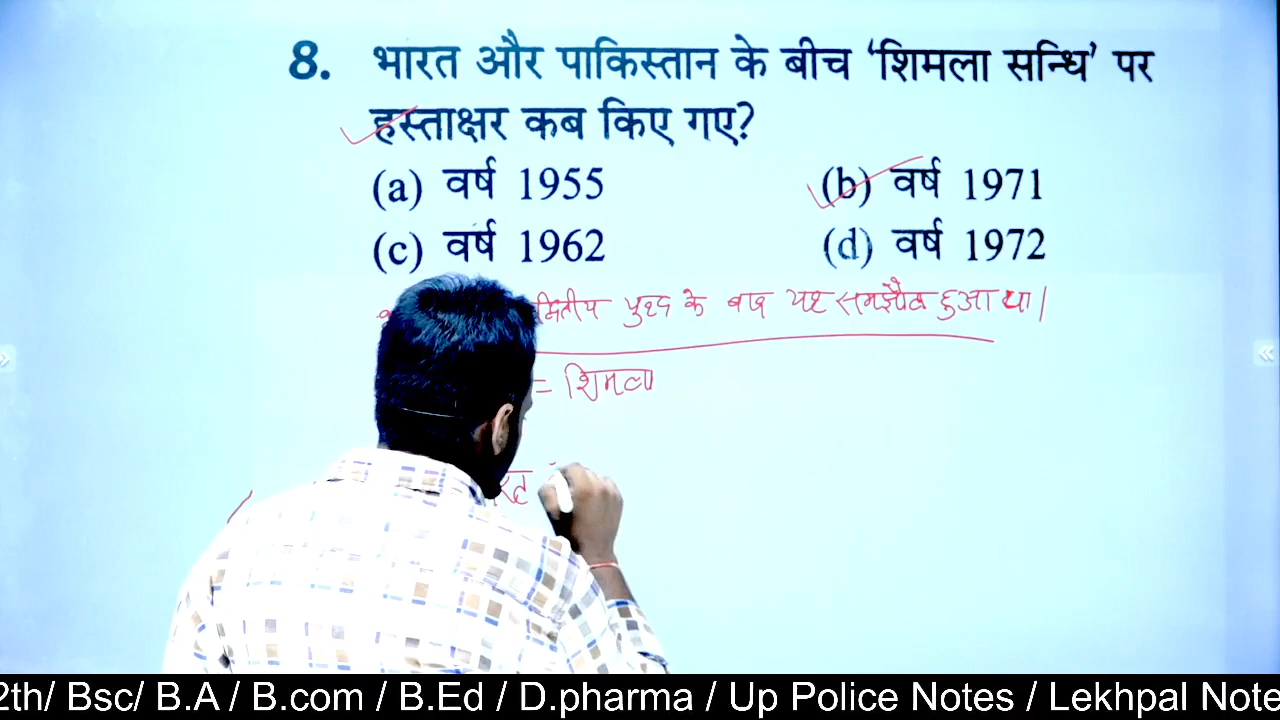 8. भारत और पाकिस्तान के बीच 'शिमला सन्धि' पर
हस्ताक्षर कब किए गए?
(a) वर्ष 1955 (b) वर्ष 1971
(c) वर्ष 1962 (d) वर्ष 1972
के बाद यह समझौता हुआ था।
= शिमला
2th/ Bsc/ B.A / B.com / B.Ed / D.pharma / Up Police Notes / Lekhpal Note